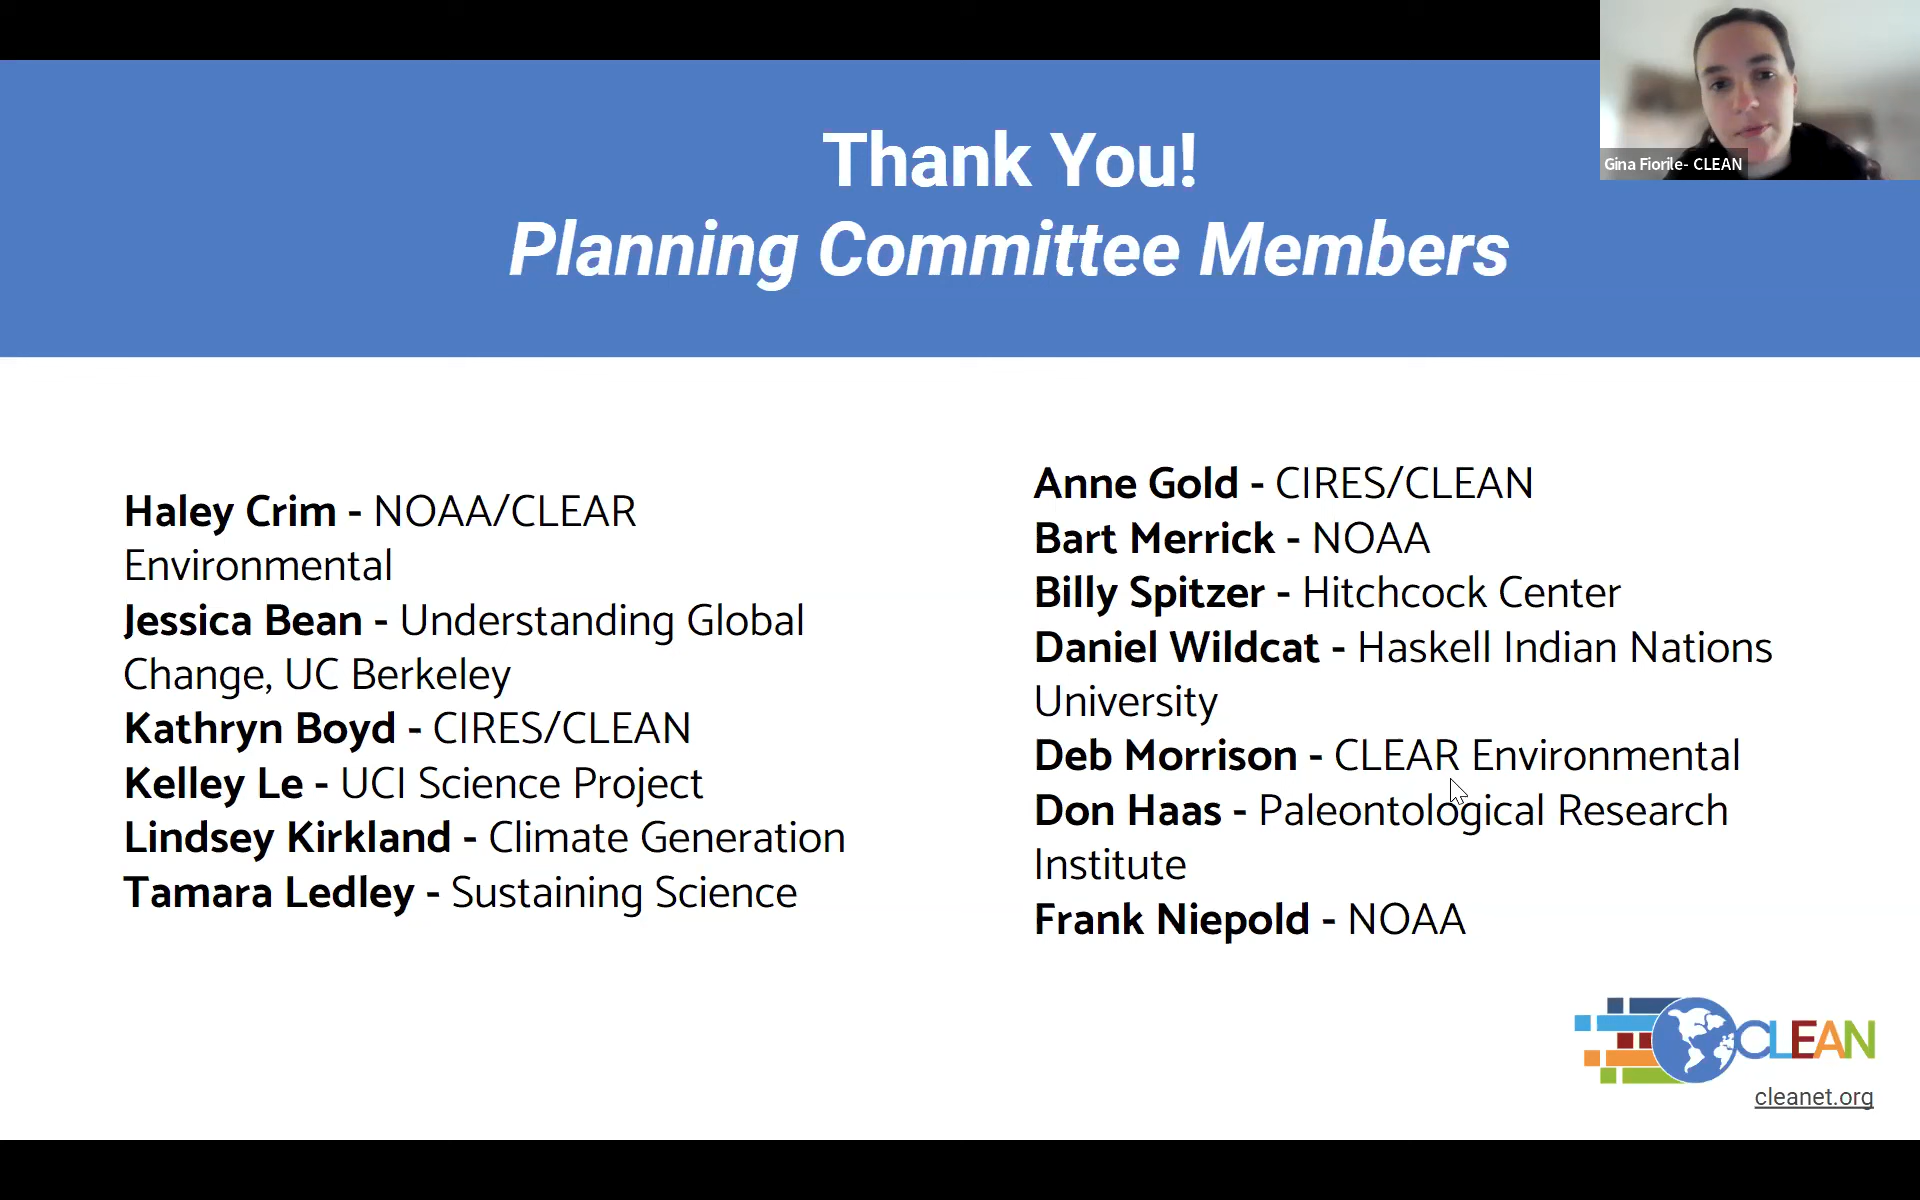 Thank You!
Planning Committee Members
Gina Fiorile- CLEAN
Haley Crim - NOAA/CLEAR
Environmental
Jessica Bean - Understanding Global
Change, UC Berkeley
Kathryn Boyd - CIRES/CLEAN
Kelley Le - UCI Science Project
Lindsey Kirkland - Climate Generation
Tamara Ledley - Sustaining Science
Anne Gold - CIRES/CLEAN
Bart Merrick - NOAA
Billy Spitzer - Hitchcock Center
Daniel Wildcat - Haskell Indian Nations
University
Deb Morrison - CLEAR Environmental
Don Haas - Paleontological Research
Institute
Frank Niepold - NOAA
CLEAN
cleanet.org